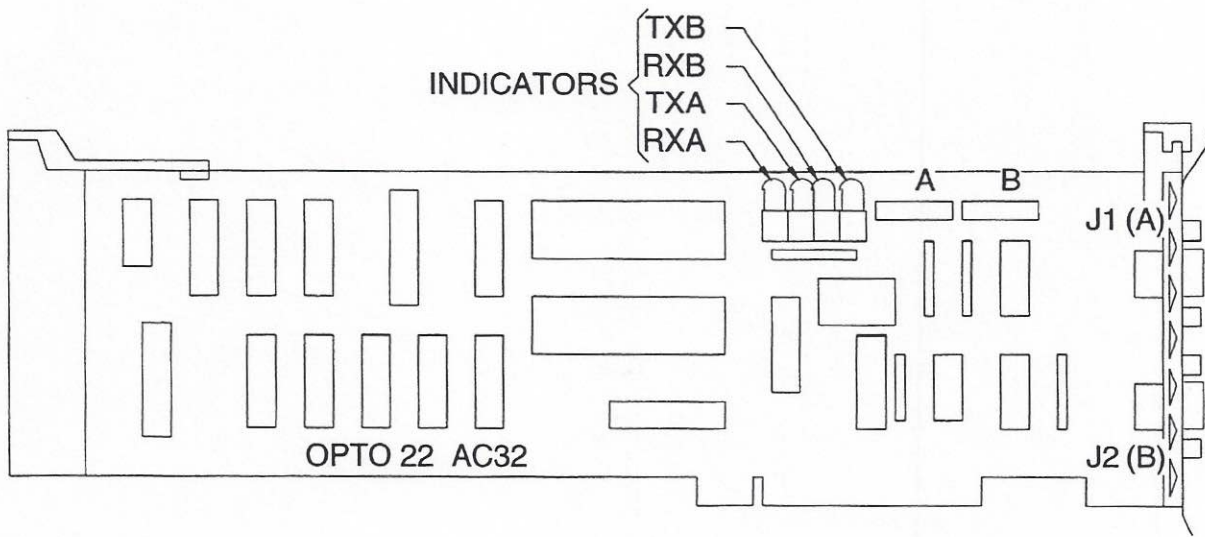 TXB
RXB
INDICATORS
TXA
RXA
A B
J1 (A)
OPTO 22 AC32
J2 (B)